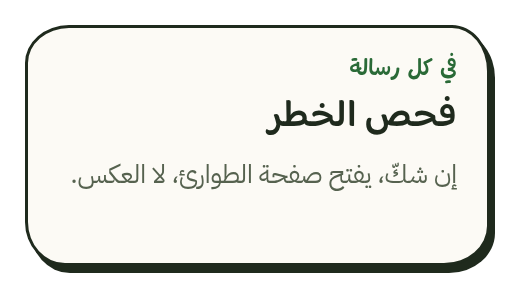 في كل رسالة
فحص الخطر
إن شكّ، يفتح صفحة الطوارئ، لا العكس.